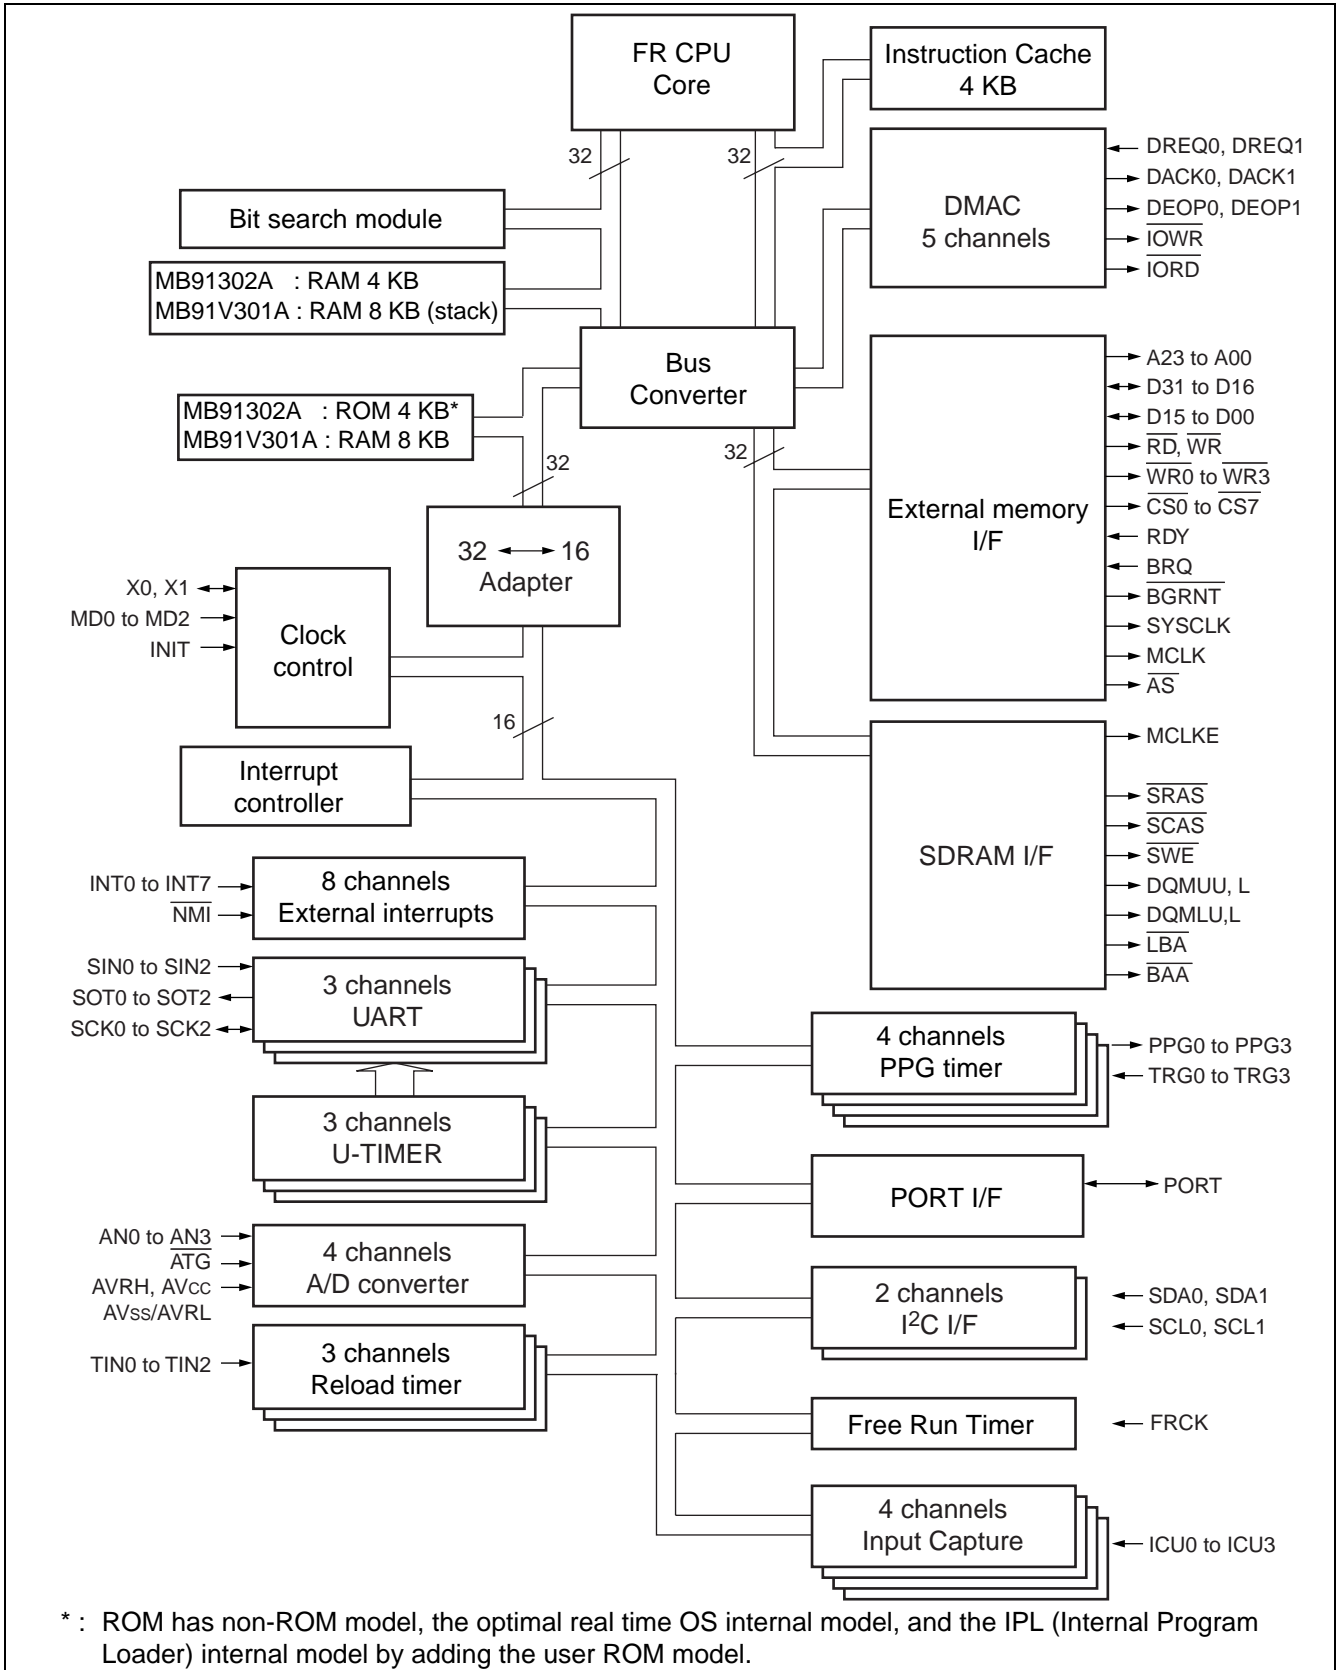 FR CPU
Core
Instruction Cache
4 KB
32
32
DMAC
5 channels
DREQ0, DREQ1
DACK0, DACK1
DEOP0, DEOP1
IOWR
IORD
Bit search module
MB91302A : RAM 4 KB
MB91V301A : RAM 8 KB (stack)
Bus
Converter
MB91302A : ROM 4 KB*
MB91V301A : RAM 8 KB
32
32
External memory
I/F
A23 to A00
D31 to D16
D15 to D00
RD, WR
WR0 to WR3
CS0 to CS7
RDY
BRQ
BGRNT
SYSCLK
MCLK
AS
32 16
Adapter
X0, X1
MD0 to MD2
INIT
Clock
control
16
Interrupt
controller
SDRAM I/F
MCLKE
SRAS
SCAS
SWE
DQMUU, L
DQMLU,L
LBA
BAA
INT0 to INT7
NMI
8 channels
External interrupts
SIN0 to SIN2
SOT0 to SOT2
SCK0 to SCK2
3 channels
UART
4 channels
PPG timer
PPG0 to PPG3
TRG0 to TRG3
3 channels
U-TIMER
PORT I/F
PORT
AN0 to AN3
ATG
AVRH, AVCC
AVSS/AVRL
4 channels
A/D converter
2 channels
I2C I/F
SDA0, SDA1
SCL0, SCL1
TIN0 to TIN2
3 channels
Reload timer
Free Run Timer
FRCK
4 channels
Input Capture
ICU0 to ICU3
* : ROM has non-ROM model, the optimal real time OS internal model, and the IPL (Internal Program
Loader) internal model by adding the user ROM model.